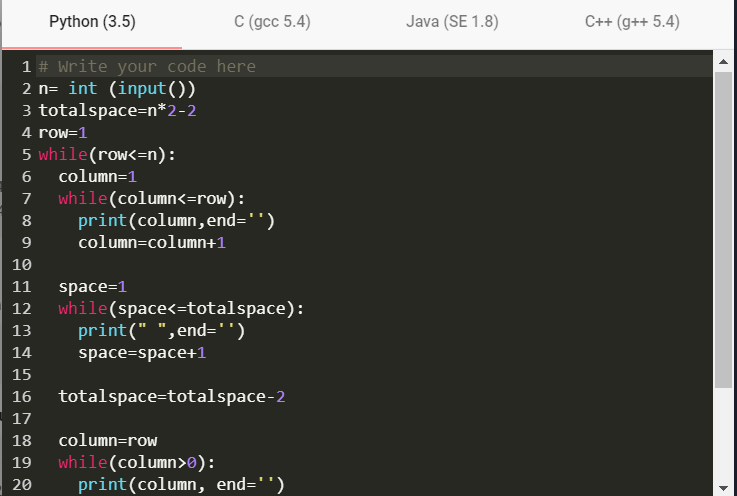 Python (3.5) C (gcc 5.4) Java (SE 1.8) C++ (g++ 5.4)
1 # Write your code here
2 n= int (input())
3 totalspace=n*2-2
4 row=1
5 while(row<=n):
6   column=1
7   while(column<=row):
8     print(column,end='')
9     column=column+1
10
11   space=1
12   while(space<=totalspace):
13     print(" ",end='')
14     space=space+1
15
16   totalspace=totalspace-2
17
18   column=row
19   while(column>0):
20     print(column, end='')